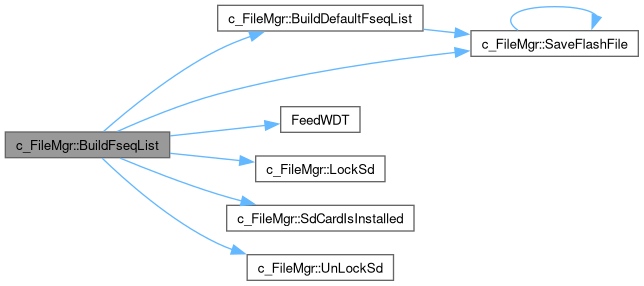 c_FileMgr::BuildDefaultFseqList
c_FileMgr::SaveFlashFile
FeedWDT
c_FileMgr::BuildFseqList
c_FileMgr::LockSd
c_FileMgr::SdCardIsInstalled
c_FileMgr::UnLockSd